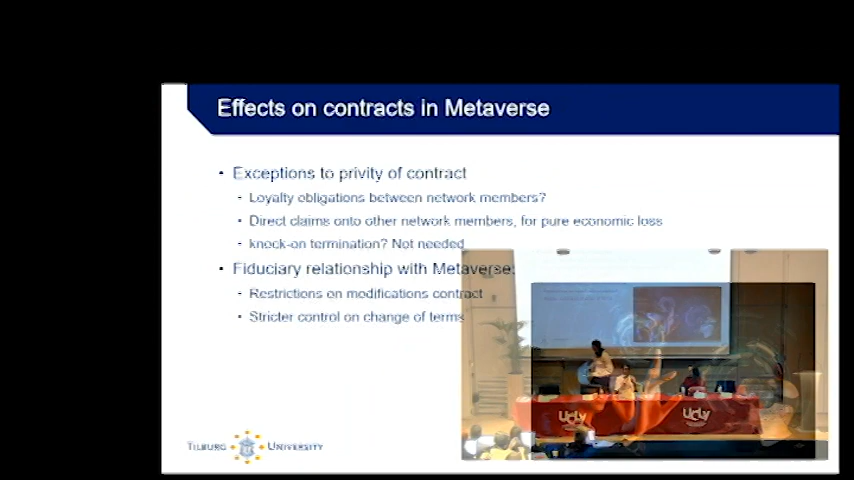 Effects on contracts in Metaverse
• Exceptions to privity of contract
- Loyalty obligations between network members?
- Direct claims onto other network members, for pure economic loss
- knock-on termination? Not needed
• Fiduciary relationship with Metaverse:
- Restrictions on modifications contract
- Stricter control on change of terms
TILBURG UNIVERSITY